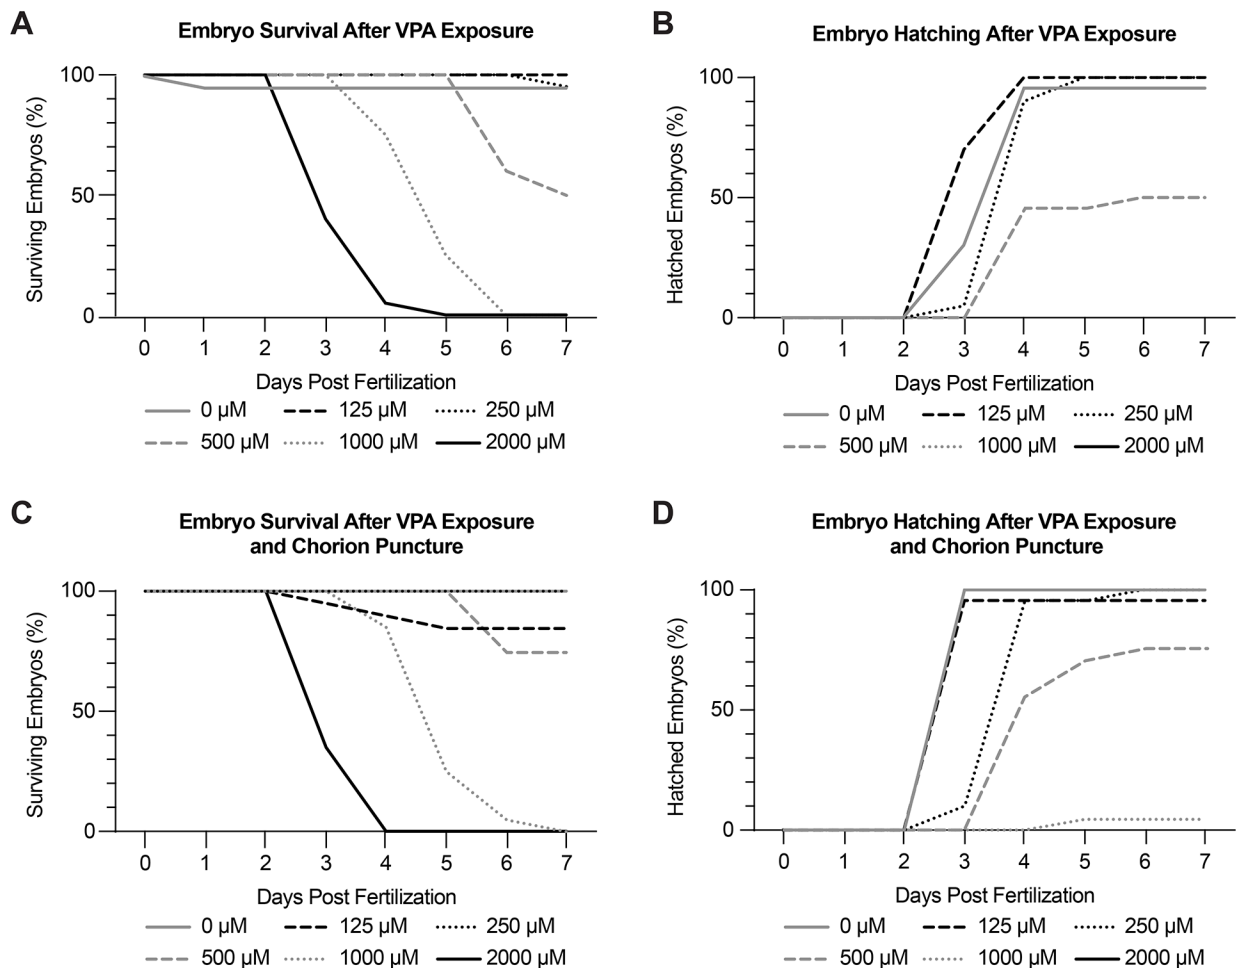 A
Embryo Survival After VPA Exposure
Surviving Embryos (%)
100
50
0
0 1 2 3 4 5 6 7
Days Post Fertilization
0 µM 125 µM 250 µM
500 µM 1000 µM 2000 µM
B
Embryo Hatching After VPA Exposure
Hatched Embryos (%)
100
50
0
0 1 2 3 4 5 6 7
Days Post Fertilization
0 µM 125 µM 250 µM
500 µM 1000 µM 2000 µM
C
Embryo Survival After VPA Exposure
and Chorion Puncture
Surviving Embryos (%)
100
50
0
0 1 2 3 4 5 6 7
Days Post Fertilization
0 µM 125 µM 250 µM
500 µM 1000 µM 2000 µM
D
Embryo Hatching After VPA Exposure
and Chorion Puncture
Hatched Embryos (%)
100
50
0
0 1 2 3 4 5 6 7
Days Post Fertilization
0 µM 125 µM 250 µM
500 µM 1000 µM 2000 µM